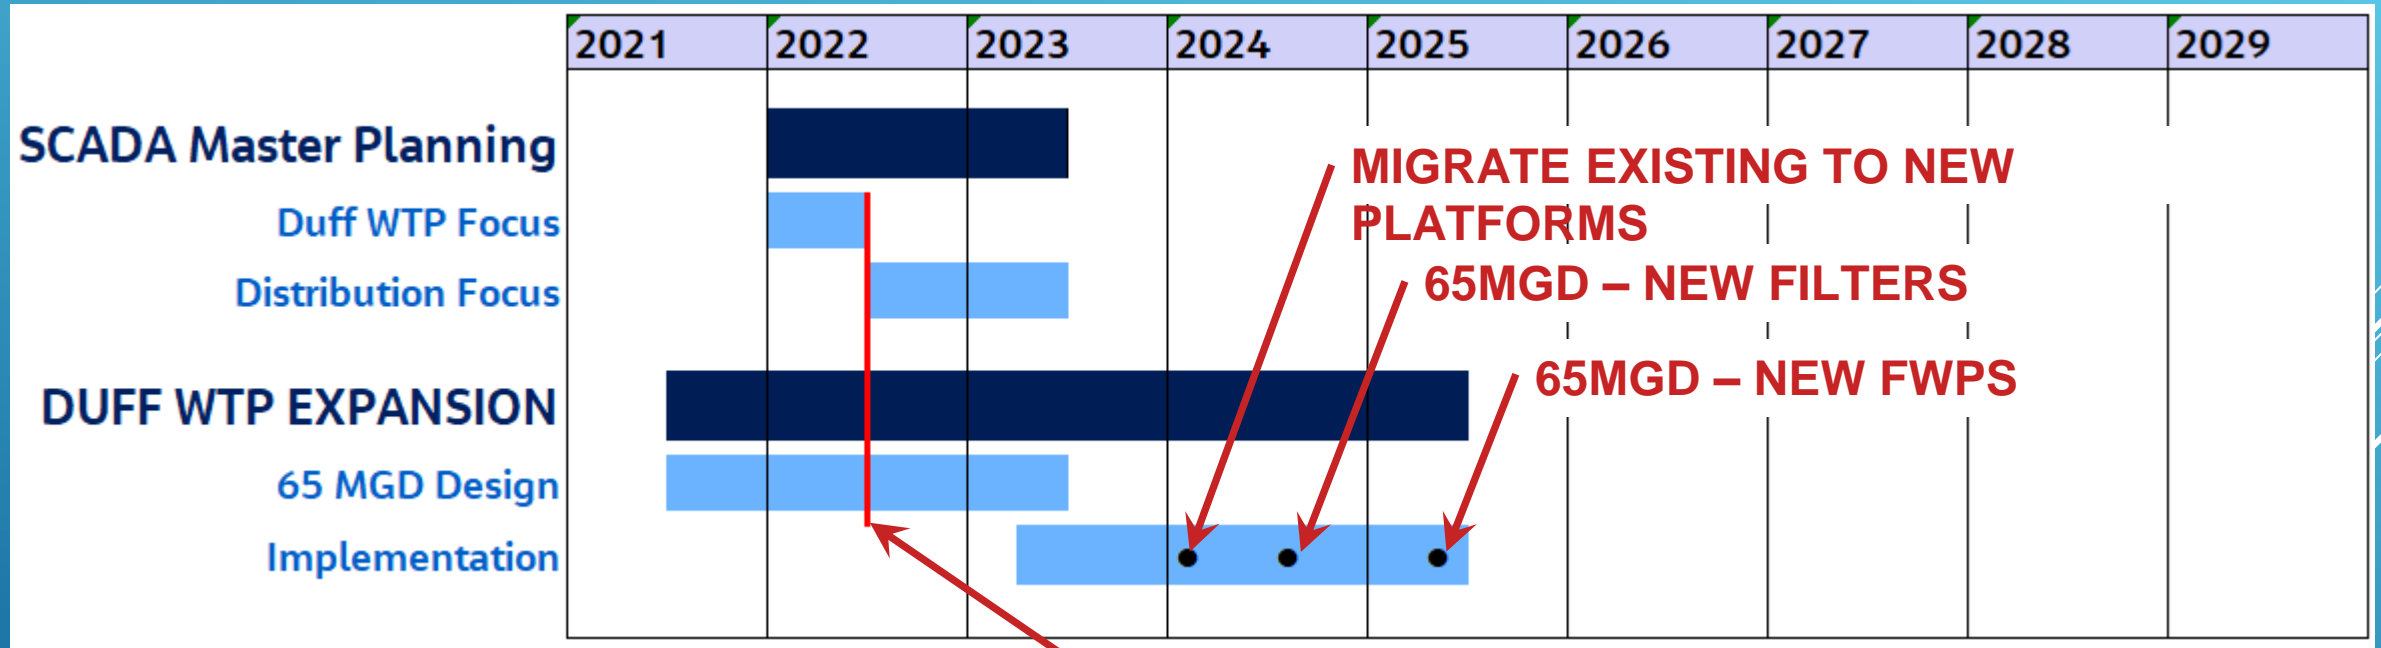 2021 2022 2023 2024 2025 2026 2027 2028 2029
SCADA Master Planning
MIGRATE EXISTING TO NEW
PLATFORMS
Duff WTP Focus
65MGD – NEW FILTERS
Distribution Focus
65MGD – NEW FWPS
DUFF WTP EXPANSION
65 MGD Design
Implementation